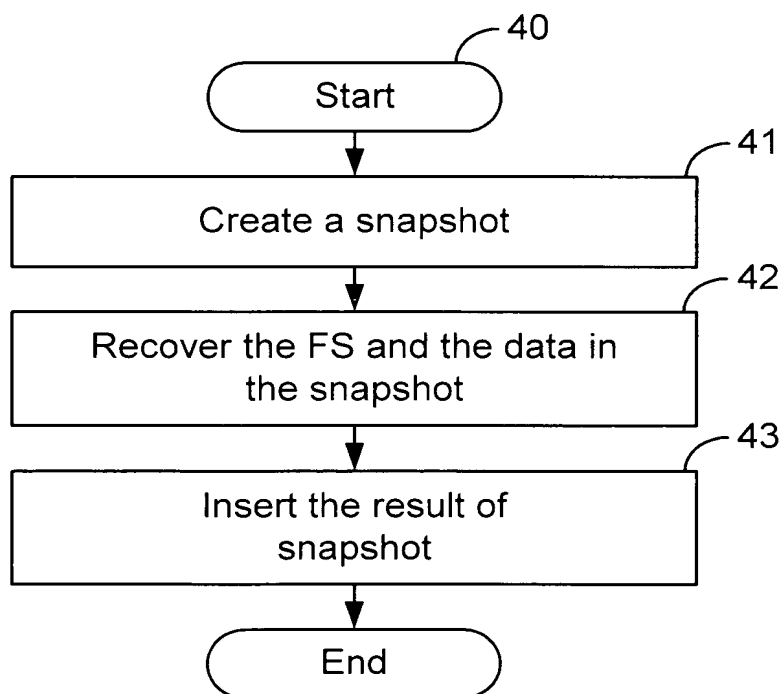 40
Start
41
Create a snapshot
42
Recover the FS and the data in
the snapshot
43
Insert the result of
snapshot
End